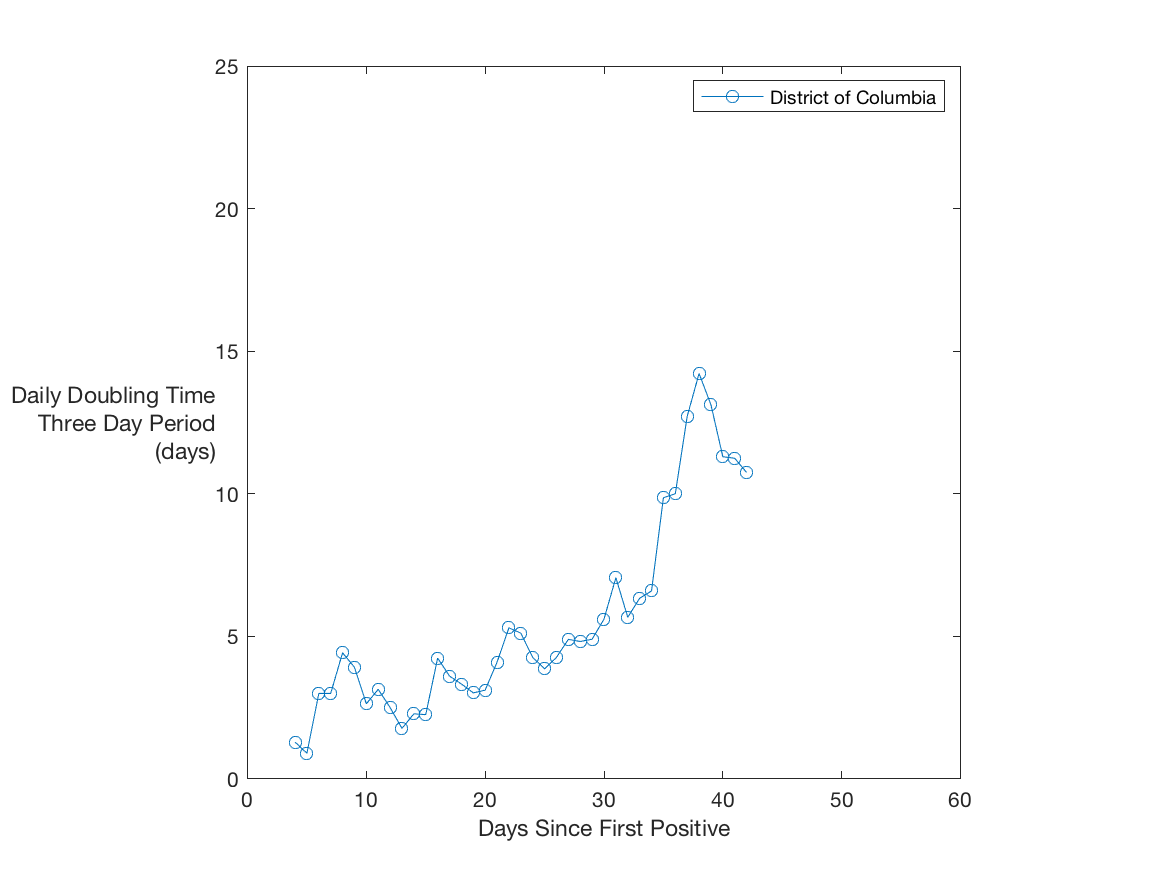 25
District of Columbia
20
15
Daily Doubling Time
Three Day Period
(days)
10
5
0
0 10 20 30 40 50 60
Days Since First Positive